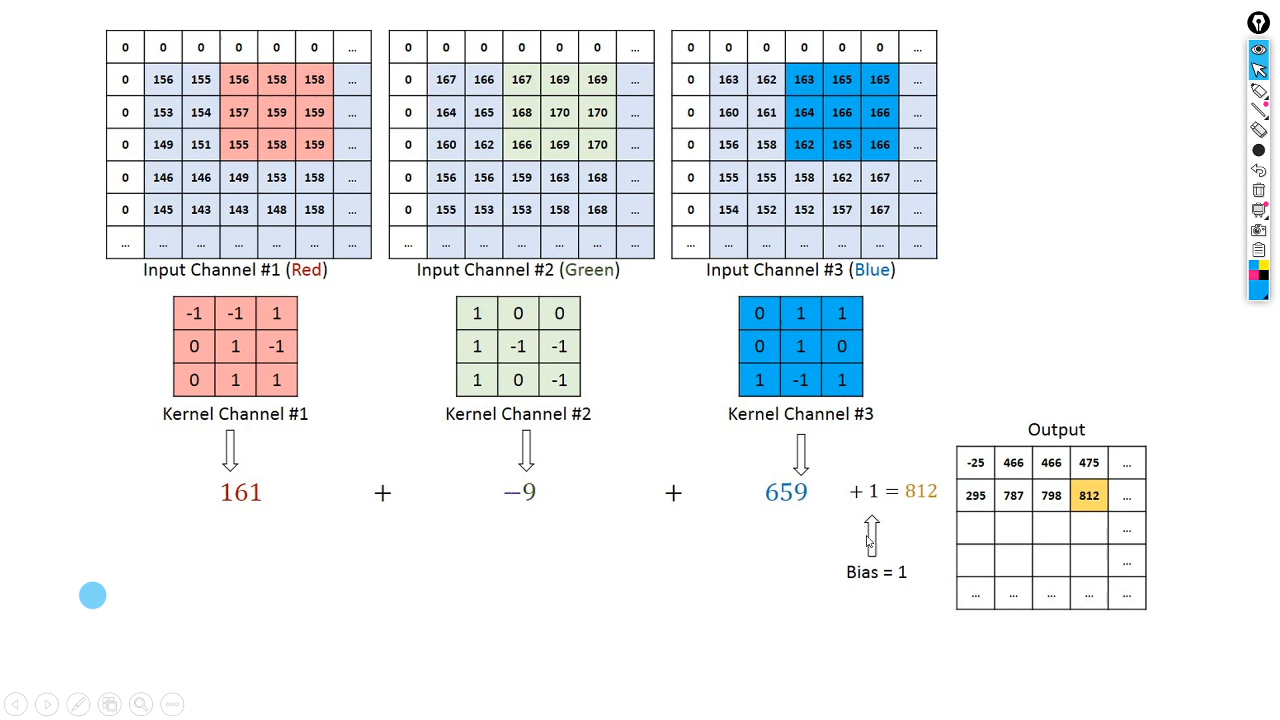 0 0 0 0 0 0 ... 0 0 0 0 0 0 ... 0 0 0 0 0 0 ...
0 156 155 156 158 158 ... 0 167 166 167 169 169 ... 0 163 162 163 165 165 ...
0 153 154 157 159 159 ... 0 164 165 168 170 170 ... 0 160 161 164 166 166 ...
0 149 151 155 158 159 ... 0 160 162 166 169 170 ... 0 156 158 162 165 166 ...
0 146 146 149 153 158 ... 0 156 156 159 163 168 ... 0 155 155 158 162 167 ...
0 145 143 143 148 158 ... 0 155 153 153 158 168 ... 0 154 152 152 157 167 ...
... ... ... ... ... ... ... ... ... ... ... ... ... ... ... ... ... ... ... ... ...
Input Channel #1 (Red) Input Channel #2 (Green) Input Channel #3 (Blue)
-1 -1 1 1 0 0 0 1 1
0 1 -1 1 -1 -1 0 1 0
0 1 1 1 0 -1 1 -1 1
Kernel Channel #1 Kernel Channel #2 Kernel Channel #3
161 + −9 + 659 + 1 = 812
Bias = 1
Output
-25 466 466 475 ...
295 787 798 812 ...
...
...
... ... ... ... ...